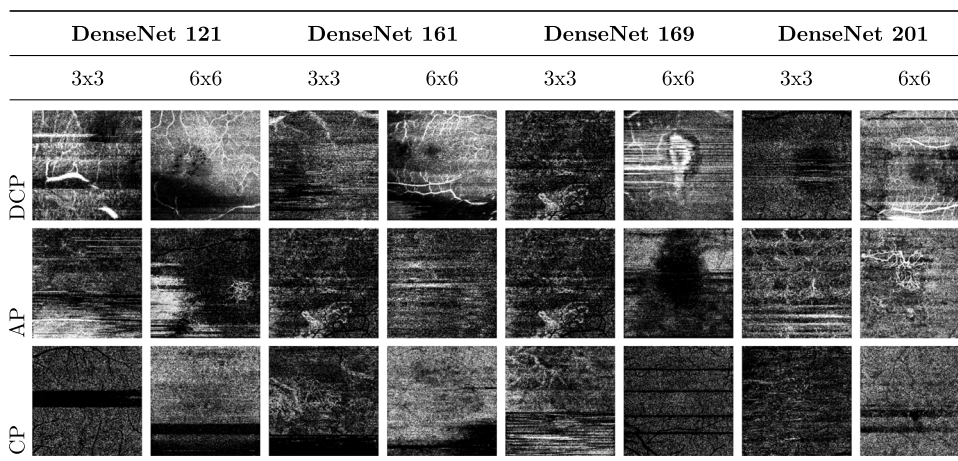 DenseNet 121 DenseNet 161 DenseNet 169 DenseNet 201
3x3 6x6 3x3 6x6 3x3 6x6 3x3 6x6
DCP
AP
CP